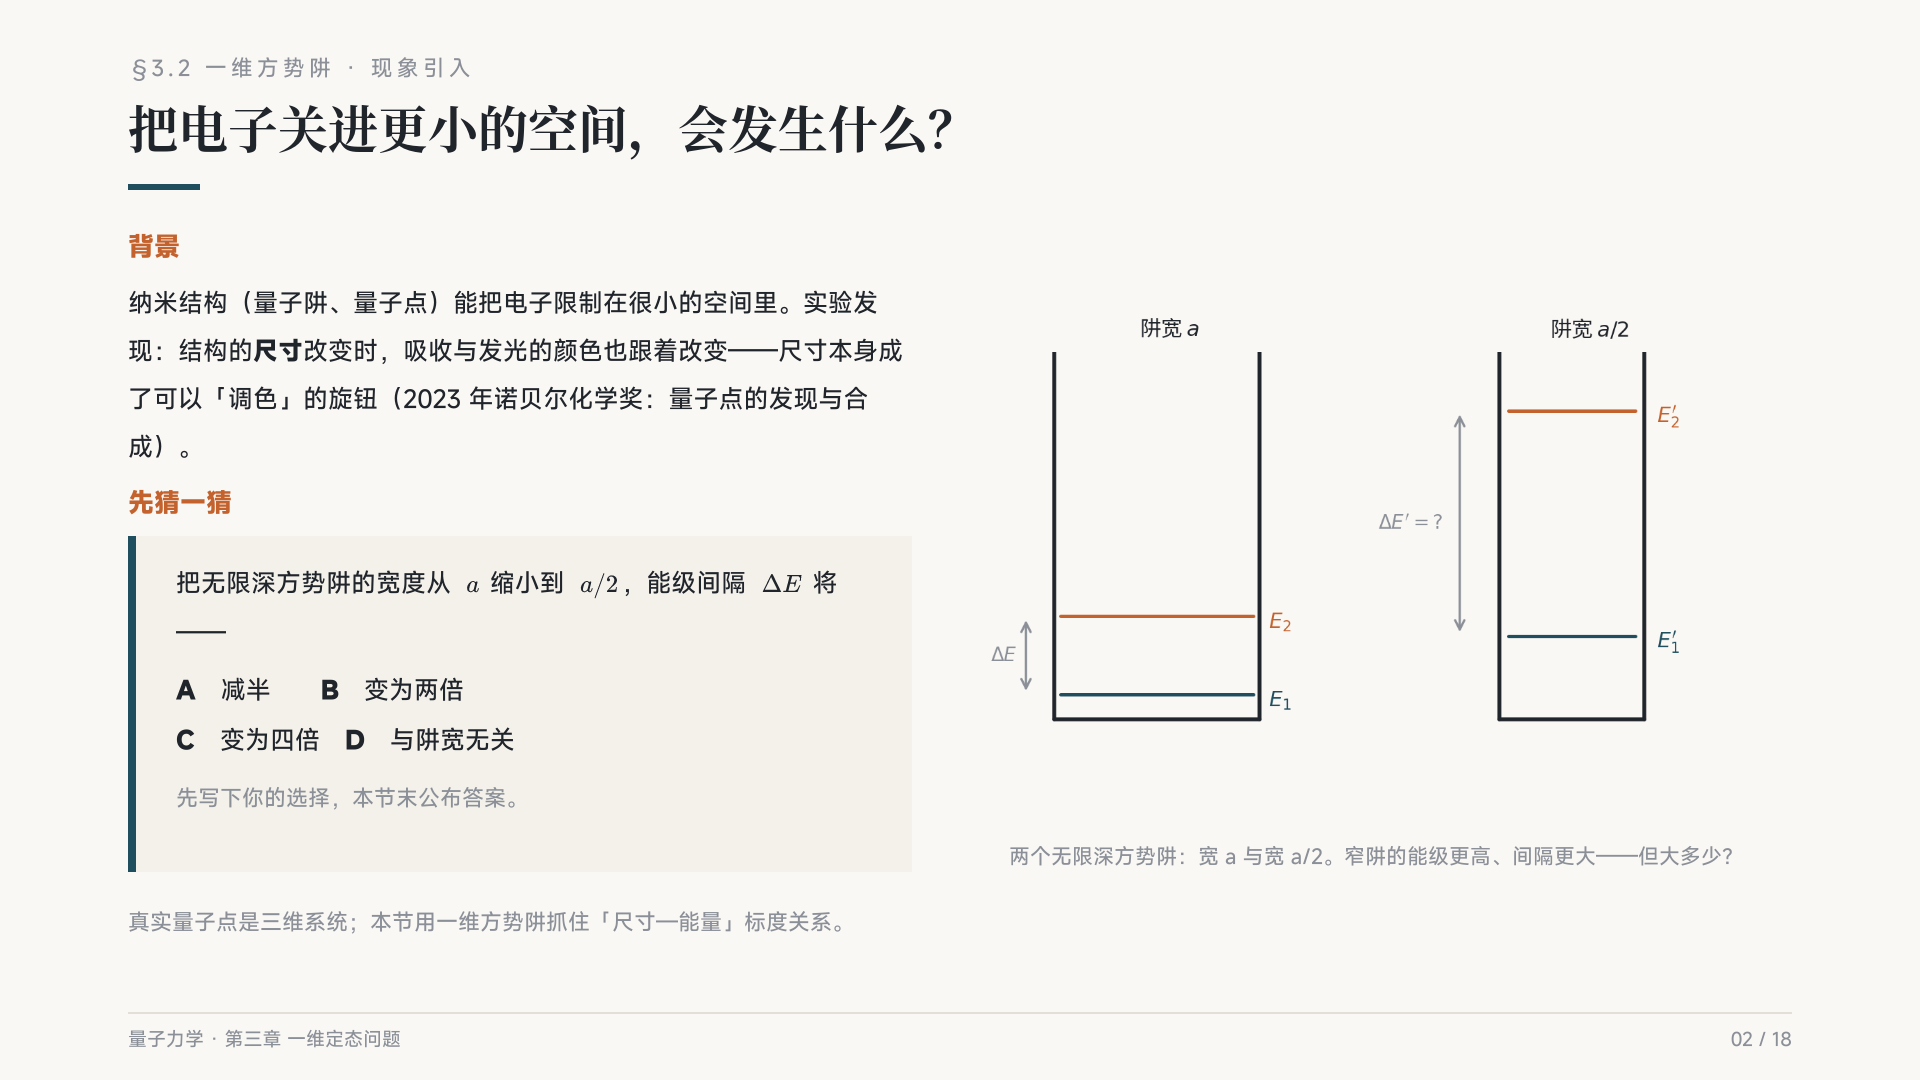 §3.2 一维方势阱 · 现象引入
把电子关进更小的空间，会发生什么？
背景
纳米结构（量子阱、量子点）能把电子限制在很小的空间里。实验发
现：结构的尺寸改变时，吸收与发光的颜色也跟着改变——尺寸本身成
了可以「调色」的旋钮（2023 年诺贝尔化学奖：量子点的发现与合
成）。
先猜一猜
把无限深方势阱的宽度从 a 缩小到 a/2，能级间隔 ΔE 将
——
A 减半 B 变为两倍
C 变为四倍 D 与阱宽无关
先写下你的选择，本节末公布答案。
真实量子点是三维系统；本节用一维方势阱抓住「尺寸—能量」标度关系。
阱宽 a
E₂
ΔE
E₁
阱宽 a/2
E₂′
ΔE′ = ?
E₁′
两个无限深方势阱：宽 a 与宽 a/2。窄阱的能级更高、间隔更大——但大多少？
量子力学 · 第三章 一维定态问题
02 / 18